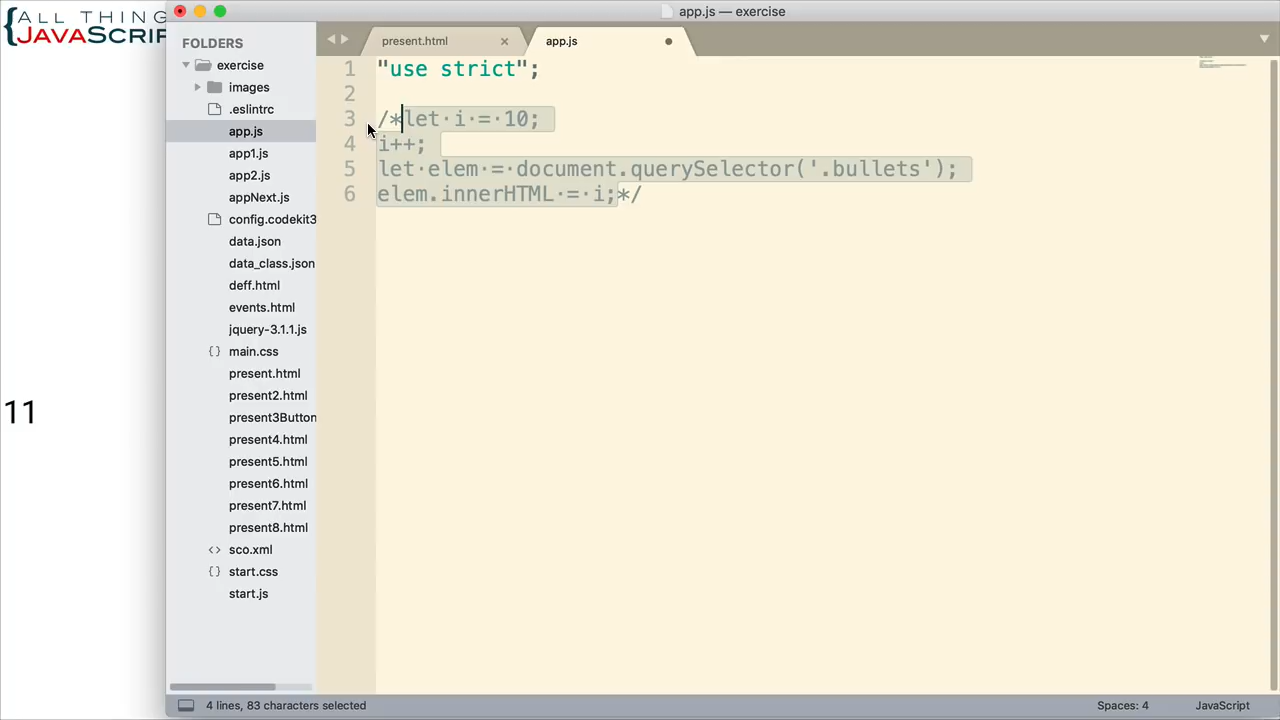 {ALL THING
JAVASCRIP
11
app.js — exercise
FOLDERS
exercise
images
.eslintrc
app.js
app1.js
app2.js
appNext.js
config.codekit3
data.json
data_class.json
deff.html
events.html
jquery-3.1.1.js
{} main.css
present.html
present2.html
present3Button
present4.html
present5.html
present6.html
present7.html
present8.html
<> sco.xml
{} start.css
start.js
present.html × app.js
1 "use strict";
2
3 /*let i = 10;
4 i++;
5 let elem = document.querySelector('.bullets');
6 elem.innerHTML = i;*/
4 lines, 83 characters selected Spaces: 4 JavaScript